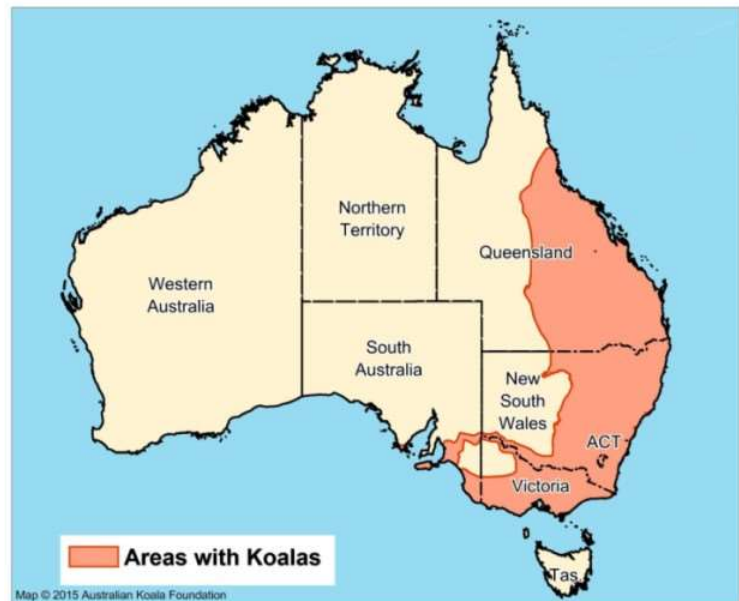 Northern
Territory
Queensland
Western
Australia
South
Australia
New
South
Wales
ACT
Victoria
Areas with Koalas
Tas.
Map © 2015 Australian Koala Foundation